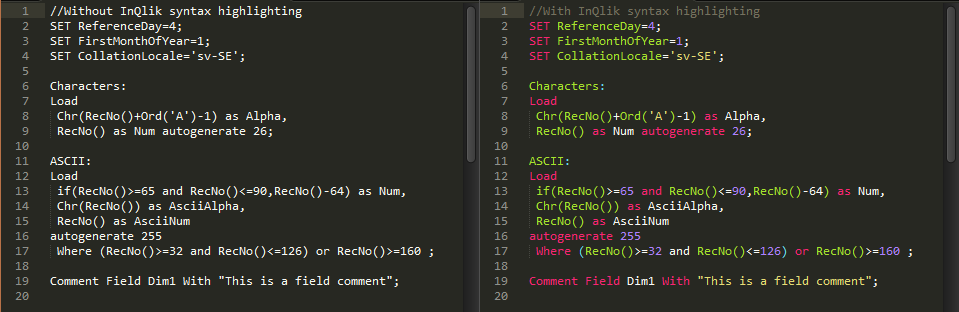 1 //Without InQlik syntax highlighting
2 SET ReferenceDay=4;
3 SET FirstMonthOfYear=1;
4 SET CollationLocale='sv-SE';
5
6 Characters:
7 Load
8 Chr(RecNo()+Ord('A')-1) as Alpha,
9 RecNo() as Num autogenerate 26;
10
11 ASCII:
12 Load
13 if(RecNo()>=65 and RecNo()<=90,RecNo()-64) as Num,
14 Chr(RecNo()) as AsciiAlpha,
15 RecNo() as AsciiNum
16 autogenerate 255
17 Where (RecNo()>=32 and RecNo()<=126) or RecNo()>=160 ;
18
19 Comment Field Dim1 With "This is a field comment";
20
1 //With InQlik syntax highlighting
2 SET ReferenceDay=4;
3 SET FirstMonthOfYear=1;
4 SET CollationLocale='sv-SE';
5
6 Characters:
7 Load
8 Chr(RecNo()+Ord('A')-1) as Alpha,
9 RecNo() as Num autogenerate 26;
10
11 ASCII:
12 Load
13 if(RecNo()>=65 and RecNo()<=90,RecNo()-64) as Num,
14 Chr(RecNo()) as AsciiAlpha,
15 RecNo() as AsciiNum
16 autogenerate 255
17 Where (RecNo()>=32 and RecNo()<=126) or RecNo()>=160 ;
18
19 Comment Field Dim1 With "This is a field comment";
20